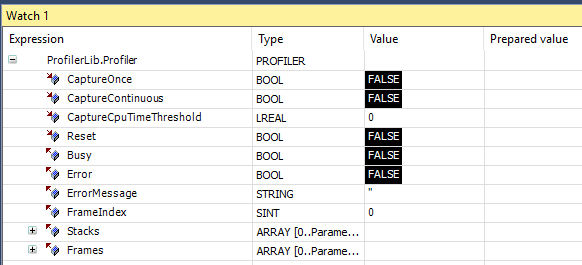 Watch 1
Expression Type Value Prepared value
ProfilerLib.Profiler PROFILER
CaptureOnce BOOL FALSE
CaptureContinuous BOOL FALSE
CaptureCpuTimeThreshold LREAL 0
Reset BOOL FALSE
Busy BOOL FALSE
Error BOOL FALSE
ErrorMessage STRING ''
FrameIndex SINT 0
Stacks ARRAY [0..Parame...
Frames ARRAY [0..Parame...